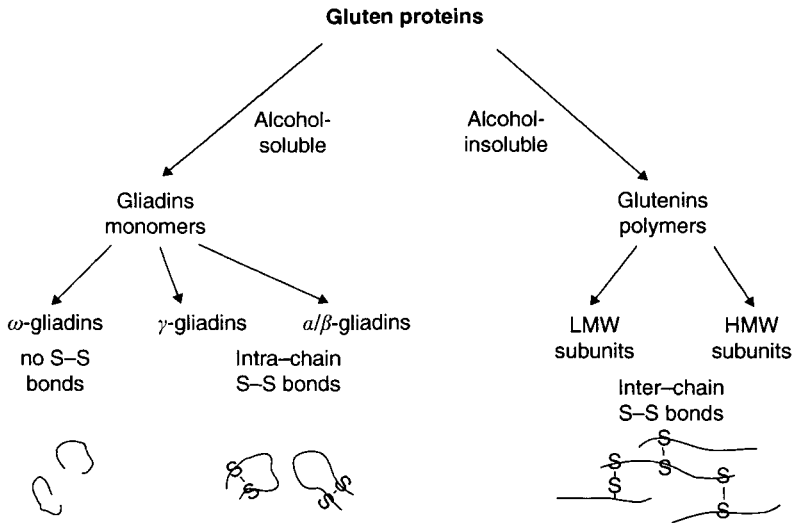 Gluten proteins
Alcohol-
soluble
Alcohol-
insoluble
Gliadins
monomers
Glutenins
polymers
ω-gliadins
γ-gliadins
α/β-gliadins
LMW
subunits
HMW
subunits
no S–S
bonds
Intra–chain
S–S bonds
Inter–chain
S–S bonds
S
S
S
S
S
S
S
S
S
S